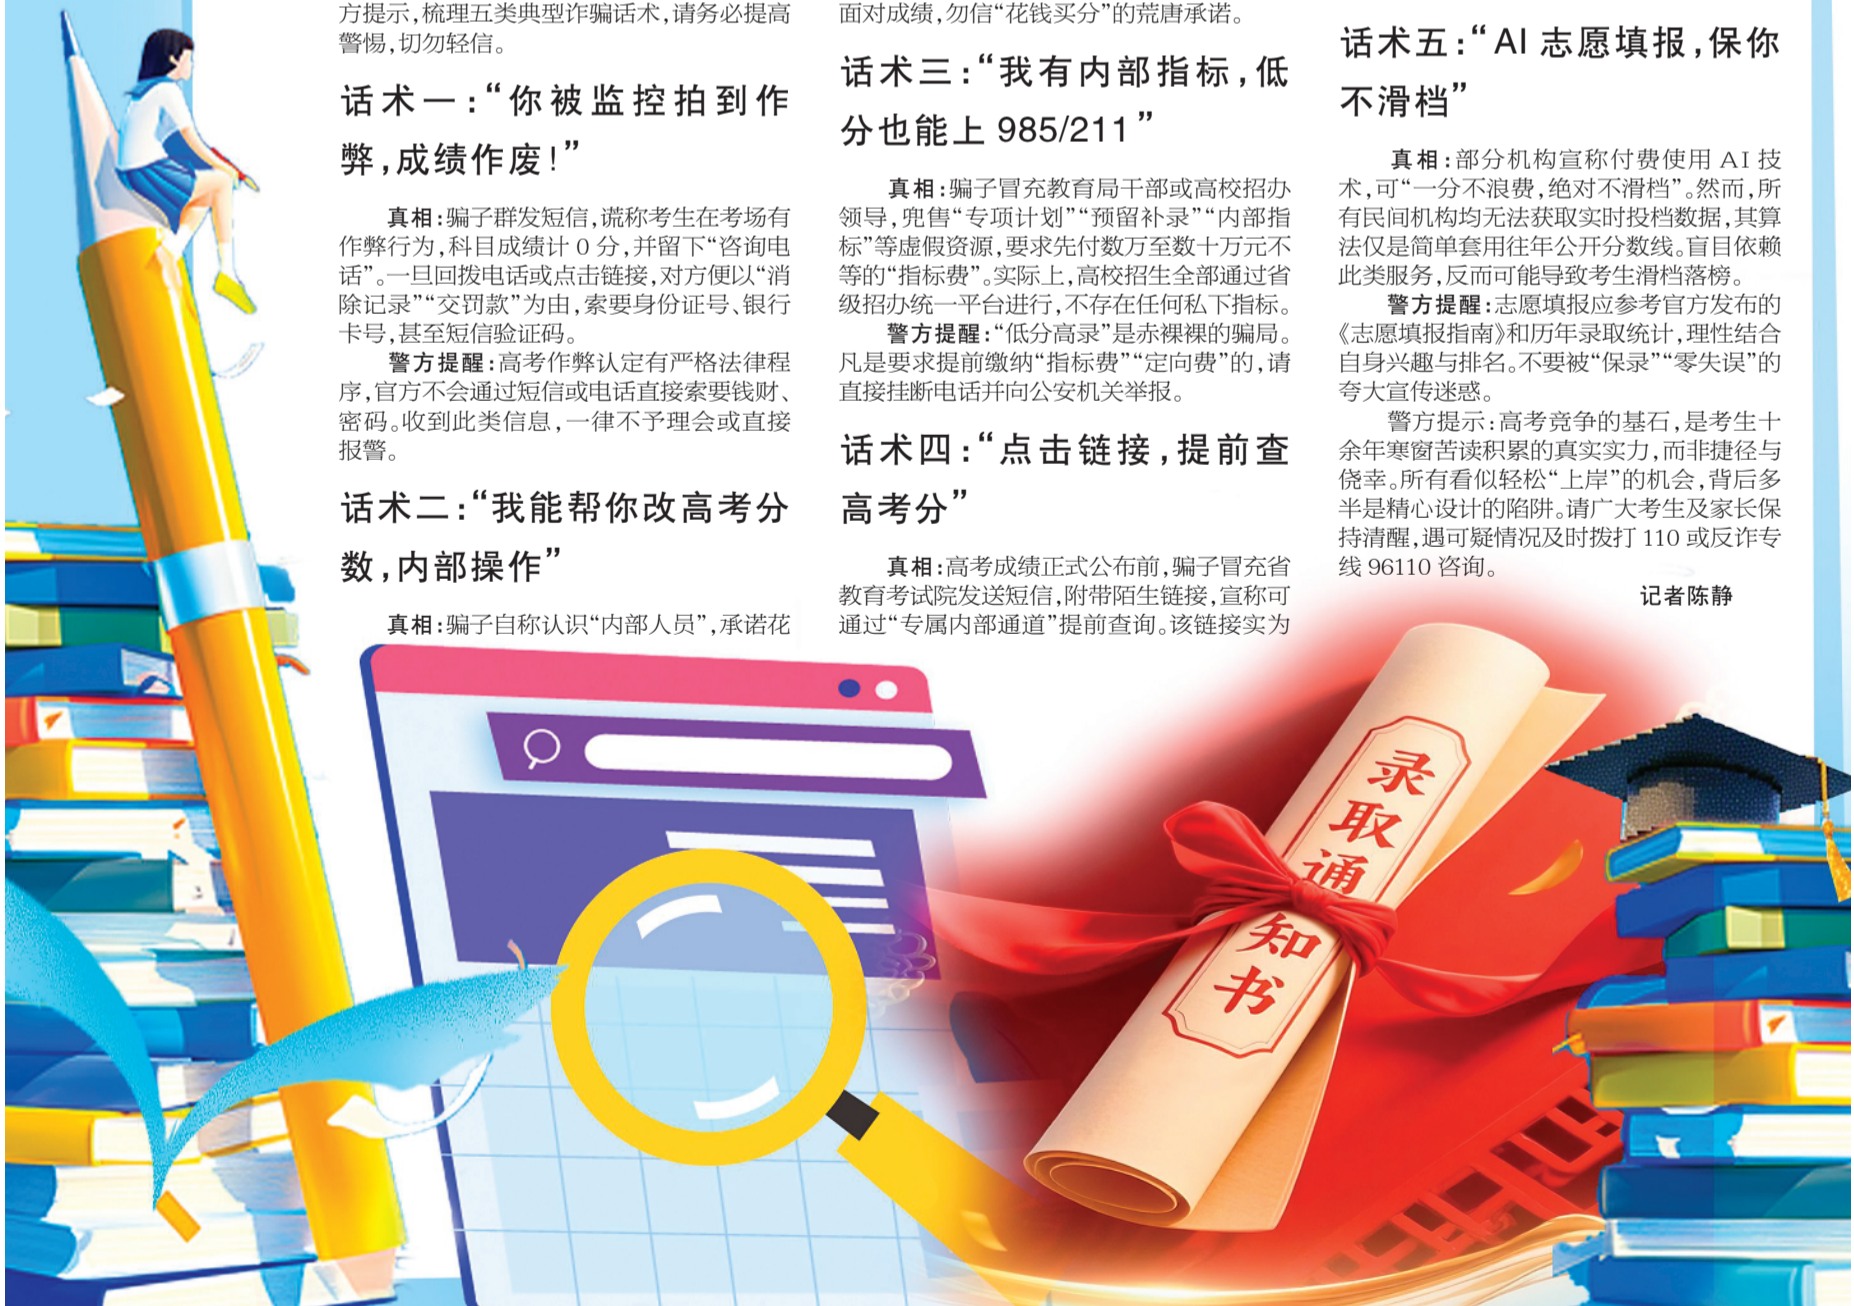 方提示,梳理五类典型诈骗话术,请务必提高
警惕,切勿轻信。
话术一:“你被监控拍到作
弊,成绩作废!”
真相:骗子群发短信,谎称考生在考场有
作弊行为,科目成绩计 0 分,并留下“咨询电
话”。一旦回拨电话或点击链接,对方便以“消
除记录”“交罚款”为由,索要身份证号、银行
卡号,甚至短信验证码。
警方提醒:高考作弊认定有严格法律程
序,官方不会通过短信或电话直接索要钱财、
密码。收到此类信息,一律不予理会或直接
报警。
话术二:“我能帮你改高考分
数,内部操作”
真相:骗子自称认识“内部人员”,承诺花
面对成绩,勿信“花钱买分”的荒唐承诺。
话术三:“我有内部指标,低
分也能上 985/211”
真相:骗子冒充教育局干部或高校招办
领导,兜售“专项计划”“预留补录”“内部指
标”等虚假资源,要求先付数万至数十万元不
等的“指标费”。实际上,高校招生全部通过省
级招办统一平台进行,不存在任何私下指标。
警方提醒:“低分高录”是赤裸裸的骗局。
凡是要求提前缴纳“指标费”“定向费”的,请
直接挂断电话并向公安机关举报。
话术四:“点击链接,提前查
高考分”
真相:高考成绩正式公布前,骗子冒充省
教育考试院发送短信,附带陌生链接,宣称可
通过“专属内部通道”提前查询。该链接实为
话术五:“AI 志愿填报,保你
不滑档”
真相:部分机构宣称付费使用 AI 技
术,可“一分不浪费,绝对不滑档”。然而,所
有民间机构均无法获取实时投档数据,其算
法仅是简单套用往年公开分数线。盲目依赖
此类服务,反而可能导致考生滑档落榜。
警方提醒:志愿填报应参考官方发布的
《志愿填报指南》和历年录取统计,理性结合
自身兴趣与排名。不要被“保录”“零失误”的
夸大宣传迷惑。
警方提示:高考竞争的基石,是考生十
余年寒窗苦读积累的真实实力,而非捷径与
侥幸。所有看似轻松“上岸”的机会,背后多
半是精心设计的陷阱。请广大考生及家长保
持清醒,遇可疑情况及时拨打 110 或反诈专
线 96110 咨询。
记者陈静
录取通知书